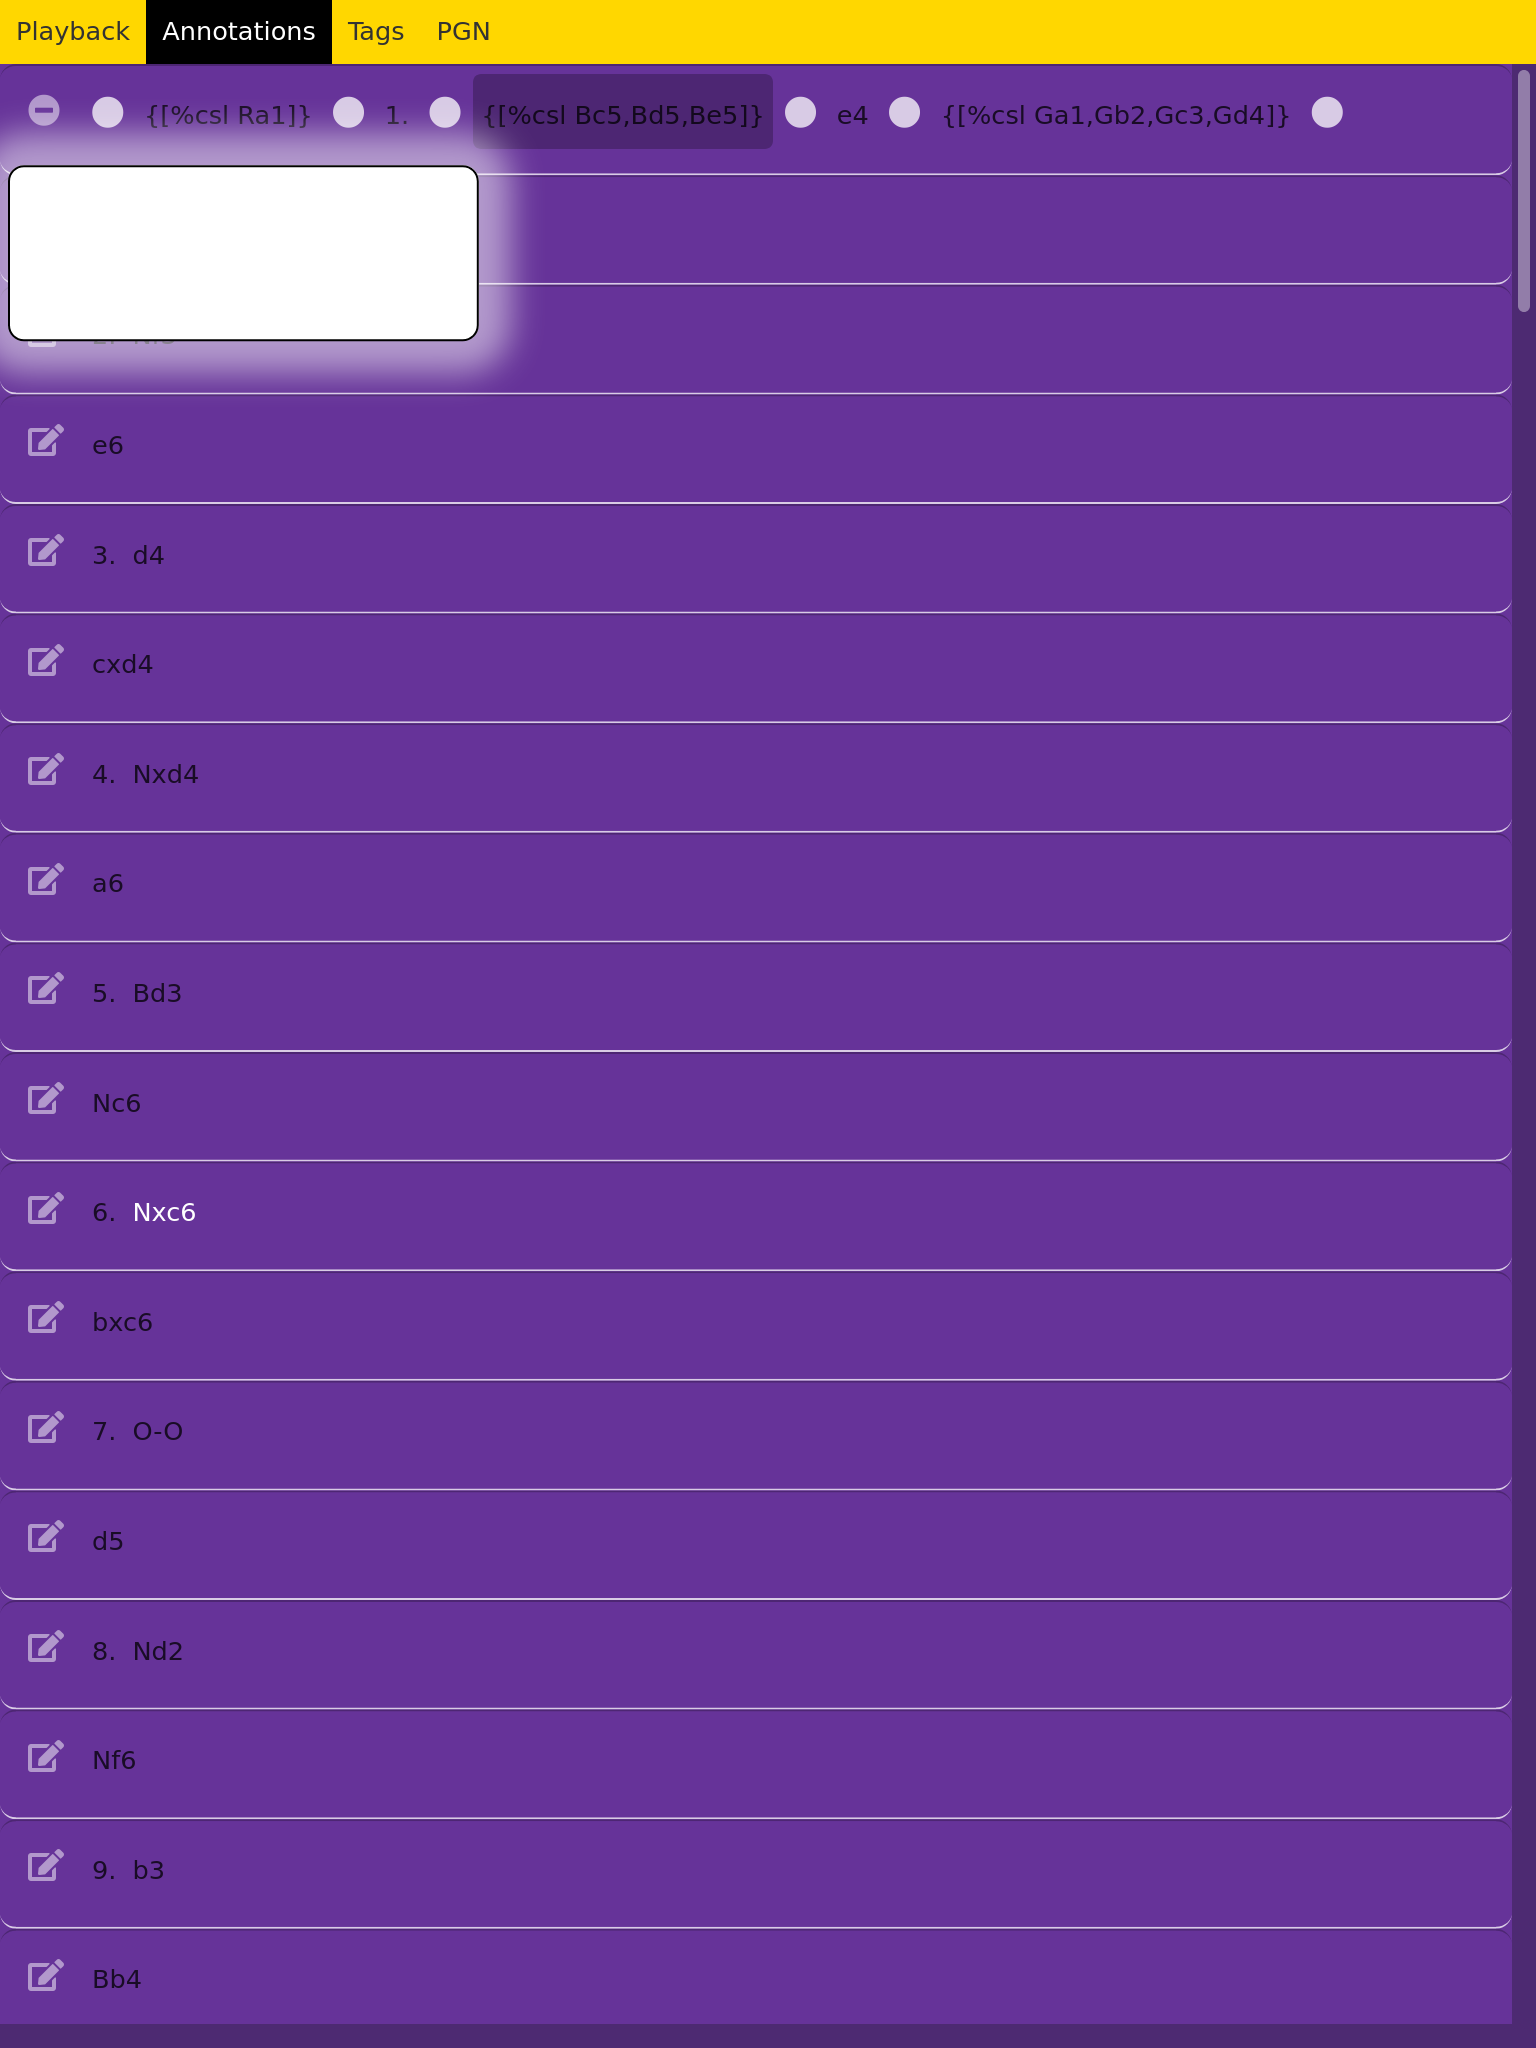 Playback Annotations Tags PGN
{[%csl Ra1]} 1. {[%csl Bc5,Bd5,Be5]} e4 {[%csl Ga1,Gb2,Gc3,Gd4]}
e6
3. d4
cxd4
4. Nxd4
a6
5. Bd3
Nc6
6. Nxc6
bxc6
7. O-O
d5
8. Nd2
Nf6
9. b3
Bb4